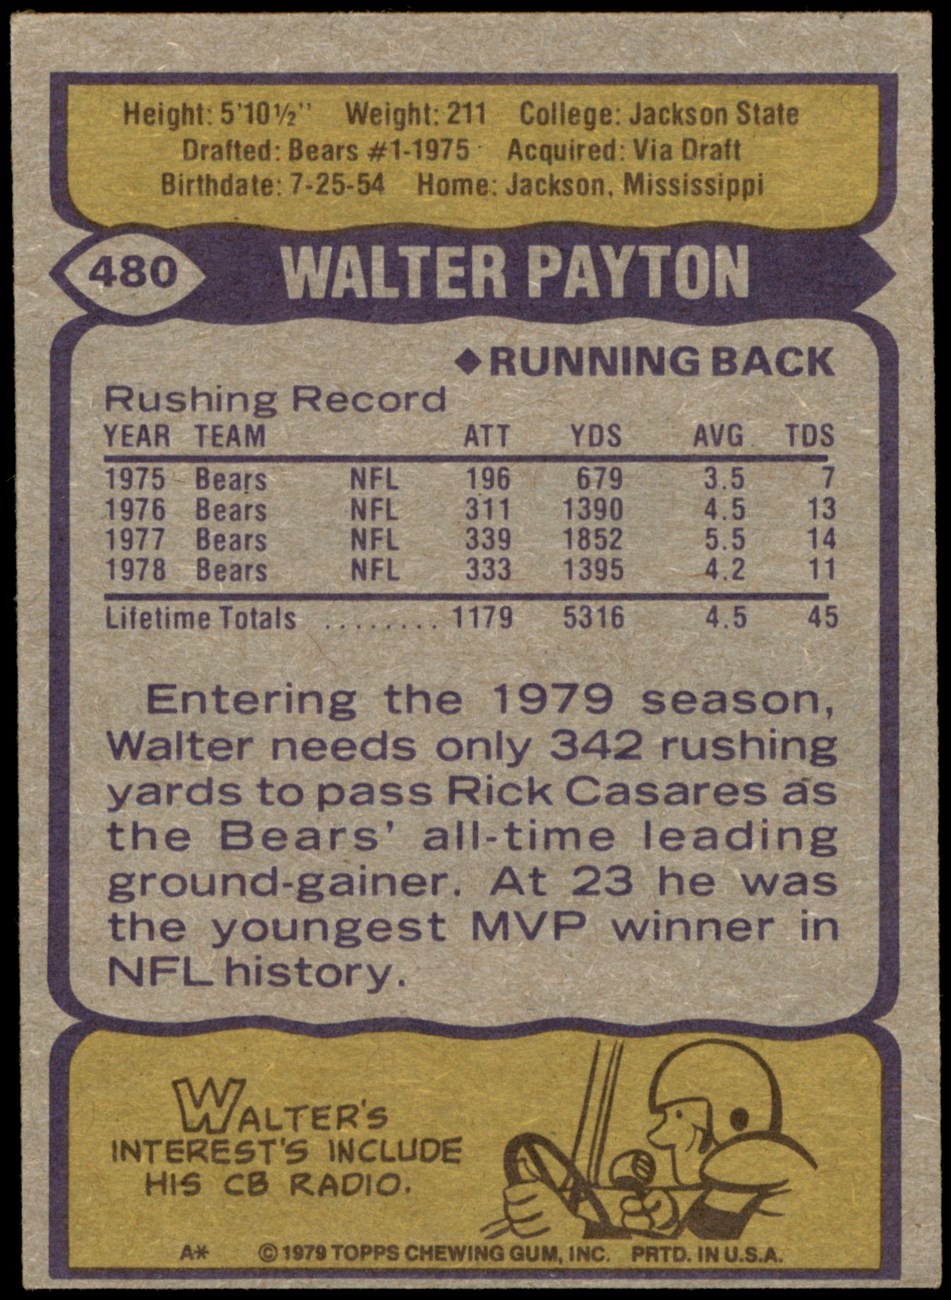 Height: 5'10½" Weight: 211 College: Jackson State
Drafted: Bears #1-1975 Acquired: Via Draft
Birthdate: 7-25-54 Home: Jackson, Mississippi
480 WALTER PAYTON
◆RUNNING BACK
Rushing Record
YEAR TEAM ATT YDS AVG TDS
1975 Bears NFL 196 679 3.5 7
1976 Bears NFL 311 1390 4.5 13
1977 Bears NFL 339 1852 5.5 14
1978 Bears NFL 333 1395 4.2 11
Lifetime Totals ........ 1179 5316 4.5 45
Entering the 1979 season,
Walter needs only 342 rushing
yards to pass Rick Casares as
the Bears' all-time leading
ground-gainer. At 23 he was
the youngest MVP winner in
NFL history.
WALTER'S
INTEREST'S INCLUDE
HIS CB RADIO.
A* © 1979 TOPPS CHEWING GUM, INC. PRTD. IN U.S.A.